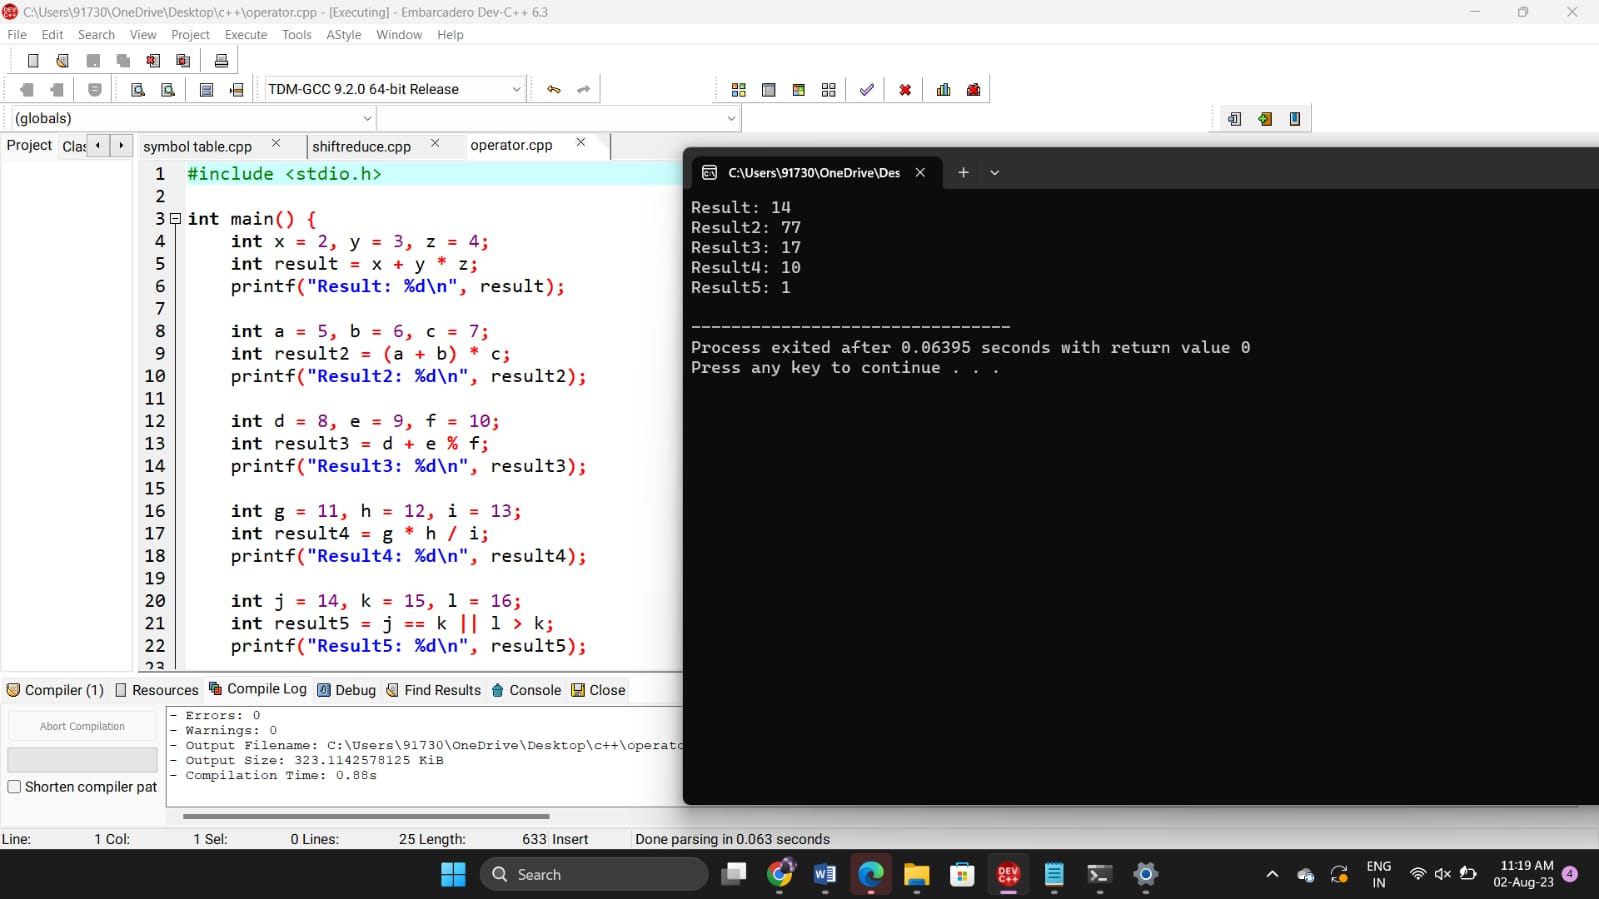 C:\Users\91730\OneDrive\Desktop\c++\operator.cpp - [Executing] - Embarcadero Dev-C++ 6.3
File Edit Search View Project Execute Tools AStyle Window Help
TDM-GCC 9.2.0 64-bit Release
(globals)
Project Clas symbol table.cpp shiftreduce.cpp operator.cpp
1 #include <stdio.h>
2
3 int main() {
4 int x = 2, y = 3, z = 4;
5 int result = x + y * z;
6 printf("Result: %d\n", result);
7
8 int a = 5, b = 6, c = 7;
9 int result2 = (a + b) * c;
10 printf("Result2: %d\n", result2);
11
12 int d = 8, e = 9, f = 10;
13 int result3 = d + e % f;
14 printf("Result3: %d\n", result3);
15
16 int g = 11, h = 12, i = 13;
17 int result4 = g * h / i;
18 printf("Result4: %d\n", result4);
19
20 int j = 14, k = 15, l = 16;
21 int result5 = j == k || l > k;
22 printf("Result5: %d\n", result5);
23
C:\Users\91730\OneDrive\Des
Result: 14
Result2: 77
Result3: 17
Result4: 10
Result5: 1
--------------------------------
Process exited after 0.06395 seconds with return value 0
Press any key to continue . . .
Compiler (1) Resources Compile Log Debug Find Results Console Close
Abort Compilation
Shorten compiler pat
- Errors: 0
- Warnings: 0
- Output Filename: C:\Users\91730\OneDrive\Desktop\c++\operato
- Output Size: 323.1142578125 KiB
- Compilation Time: 0.88s
Line: 1 Col: 1 Sel: 0 Lines: 25 Length: 633 Insert Done parsing in 0.063 seconds
Search
DEV C++
ENG
IN
11:19 AM
02-Aug-23
4